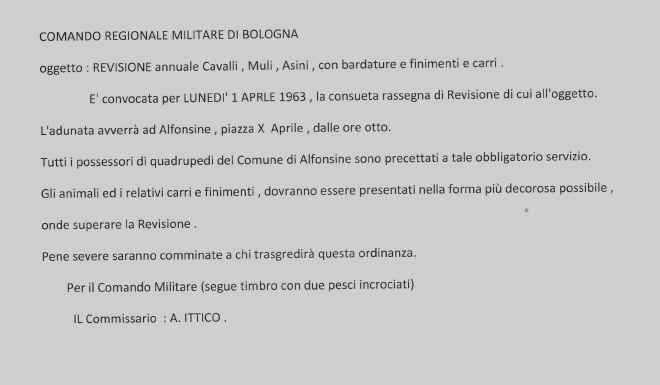 COMANDO REGIONALE MILITARE DI BOLOGNA
oggetto : REVISIONE annuale Cavalli , Muli , Asini , con bardature e finimenti e carri .
E' convocata per LUNEDI' 1 APRLE 1963 , la consueta rassegna di Revisione di cui all'oggetto.
L'adunata avverrà ad Alfonsine , piazza X Aprile , dalle ore otto.
Tutti i possessori di quadrupedi del Comune di Alfonsine sono precettati a tale obbligatorio servizio.
Gli animali ed i relativi carri e finimenti , dovranno essere presentati nella forma più decorosa possibile ,
onde superare la Revisione .
Pene severe saranno comminate a chi trasgredirà questa ordinanza.
Per il Comando Militare (segue timbro con due pesci incrociati)
IL Commissario : A. ITTICO .